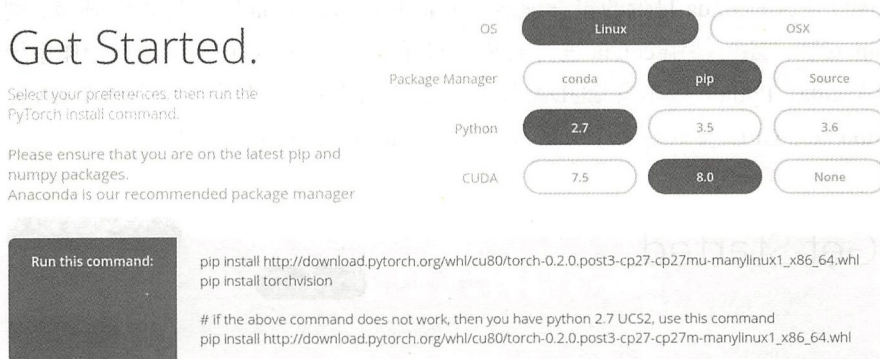 Get Started.
Select your preferences, then run the
PyTorch install command.
Please ensure that you are on the latest pip and
numpy packages.
Anaconda is our recommended package manager
OS Linux OSX
Package Manager conda pip Source
Python 2.7 3.5 3.6
CUDA 7.5 8.0 None
Run this command:
pip install http://download.pytorch.org/whl/cu80/torch-0.2.0.post3-cp27-cp27mu-manylinux1_x86_64.whl
pip install torchvision
# if the above command does not work, then you have python 2.7 UCS2, use this command
pip install http://download.pytorch.org/whl/cu80/torch-0.2.0.post3-cp27-cp27m-manylinux1_x86_64.whl